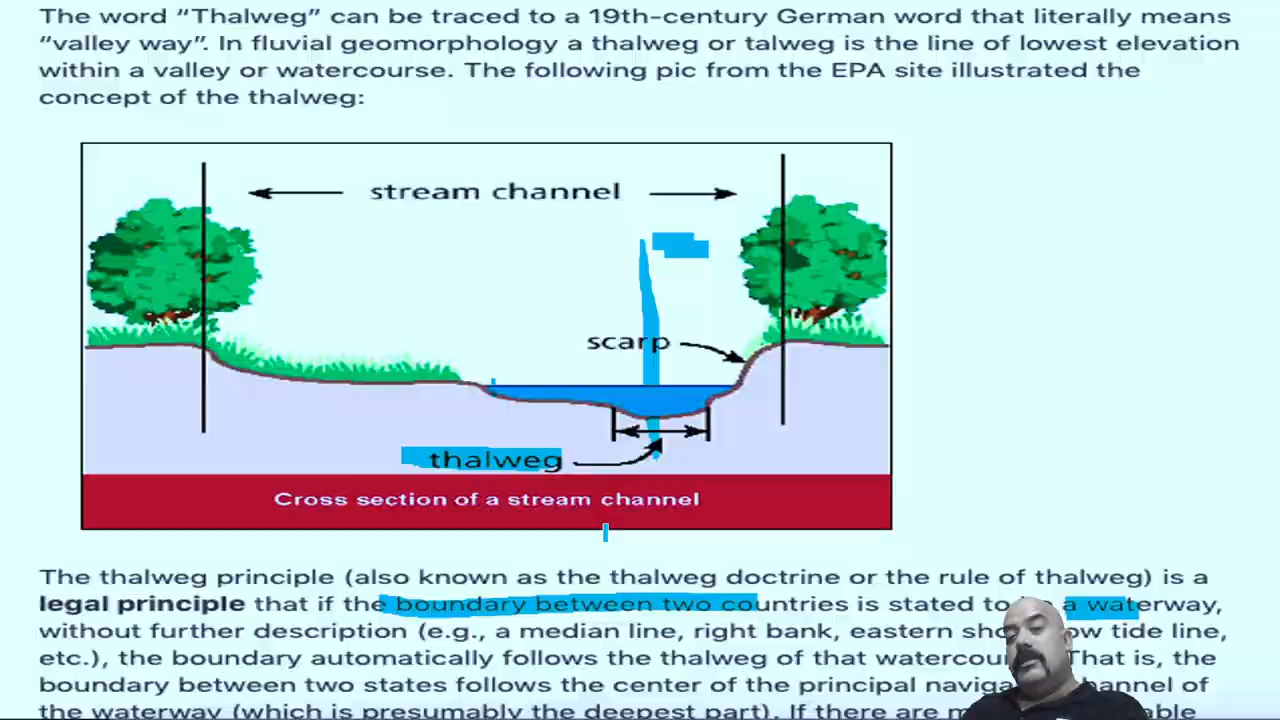 The word “Thalweg” can be traced to a 19th-century German word that literally means
“valley way”. In fluvial geomorphology a thalweg or talweg is the line of lowest elevation
within a valley or watercourse. The following pic from the EPA site illustrated the
concept of the thalweg:
stream channel
scarp
thalweg
Cross section of a stream channel
The thalweg principle (also known as the thalweg doctrine or the rule of thalweg) is a
legal principle that if the boundary between two countries is stated to a waterway,
without further description (e.g., a median line, right bank, eastern tide line,
etc.), the boundary automatically follows the thalweg of that That is, the
boundary between two states follows the center of the principal of
the waterway (which is presumably the deepest part). If there are